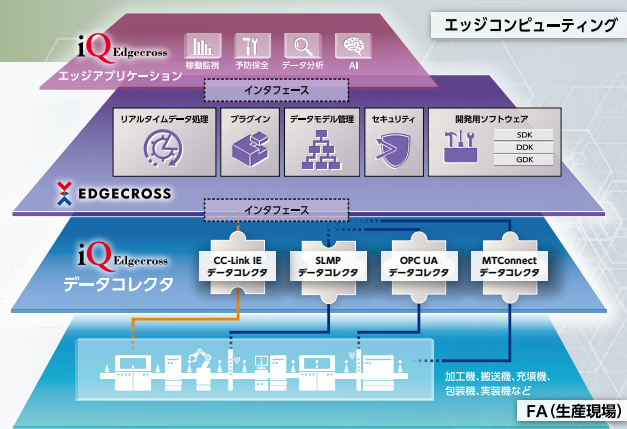 エッジコンピューティング
iQ Edgecross
エッジアプリケーション
稼働監視
予防保全
データ分析
AI
インタフェース
リアルタイムデータ処理
プラグイン
データモデル管理
セキュリティ
開発用ソフトウェア
SDK
DDK
GDK
EDGECROSS
インタフェース
iQ Edgecross
データコレクタ
CC-Link IE
データコレクタ
SLMP
データコレクタ
OPC UA
データコレクタ
MTConnect
データコレクタ
加工機、搬送機、充填機、
包装機、実装機など
FA(生産現場)